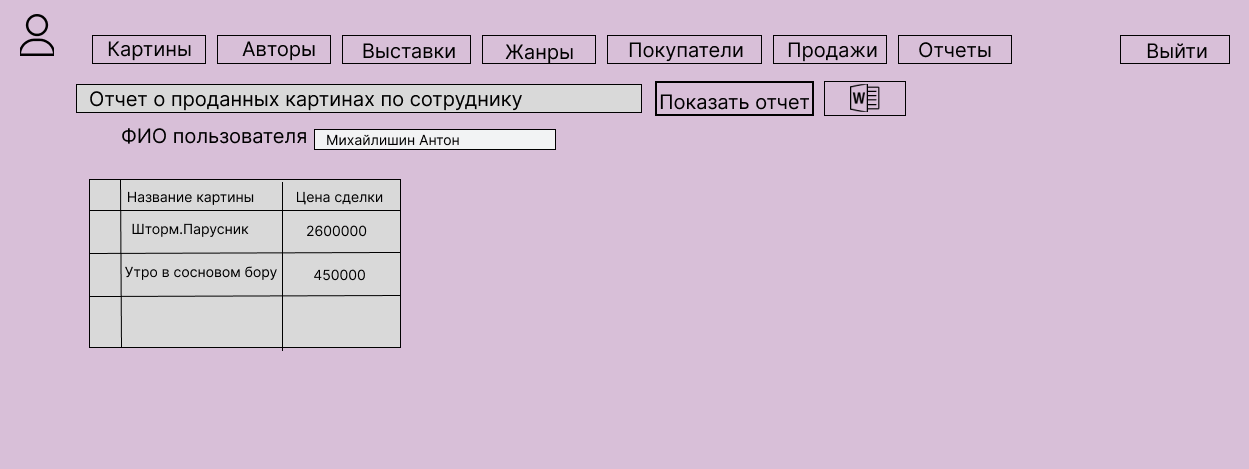 Картины Авторы Выставки Жанры Покупатели Продажи Отчеты Выйти
Отчет о проданных картинах по сотруднику Показать отчет W
ФИО пользователя Михайлишин Антон
Название картины Цена сделки
Шторм.Парусник 2600000
Утро в сосновом бору 450000